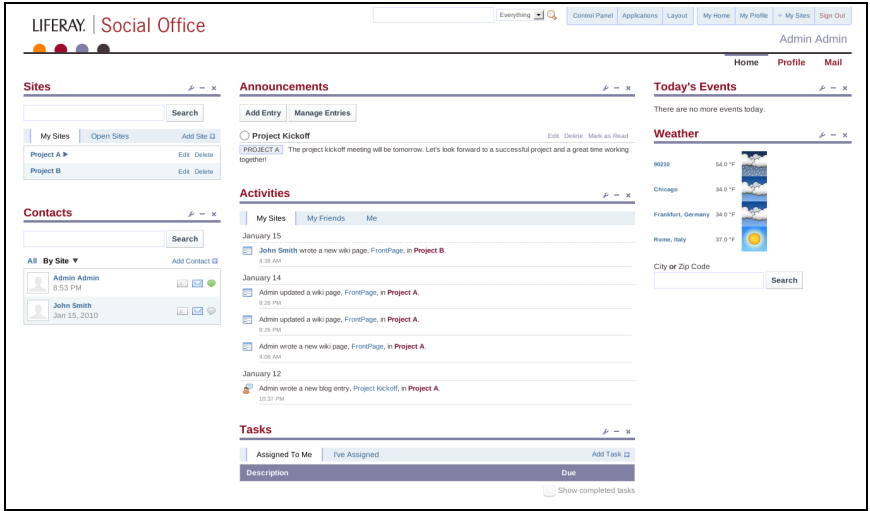 LIFERAY. Social Office
Everything
Control Panel Applications Layout
My Home My Profile My Sites Sign Out
Admin Admin
Home Profile Mail
Sites
Search
My Sites Open Sites Add Site
Project A Edit Delete
Project B Edit Delete
Contacts
Search
All By Site Add Contact
Admin Admin
8:53 PM
John Smith
Jan 15, 2010
Announcements
Add Entry Manage Entries
Project Kickoff Edit Delete Mark as Read
PROJECT A The project kickoff meeting will be tomorrow. Let's look forward to a successful project and a great time working
together!
Activities
My Sites My Friends Me
January 15
John Smith wrote a new wiki page, FrontPage, in Project B.
4:38 AM
January 14
Admin updated a wiki page, FrontPage, in Project A.
9:26 PM
Admin updated a wiki page, FrontPage, in Project A.
9:26 PM
Admin wrote a new wiki page, FrontPage, in Project A.
4:08 AM
January 12
Admin wrote a new blog entry, Project Kickoff, in Project A.
10:37 PM
Tasks
Assigned To Me I've Assigned Add Task
Description Due
Show completed tasks
Today's Events
There are no more events today.
Weather
90210 54.0 °F
Chicago 34.0 °F
Frankfurt, Germany 34.0 °F
Rome, Italy 37.0 °F
City or Zip Code
Search